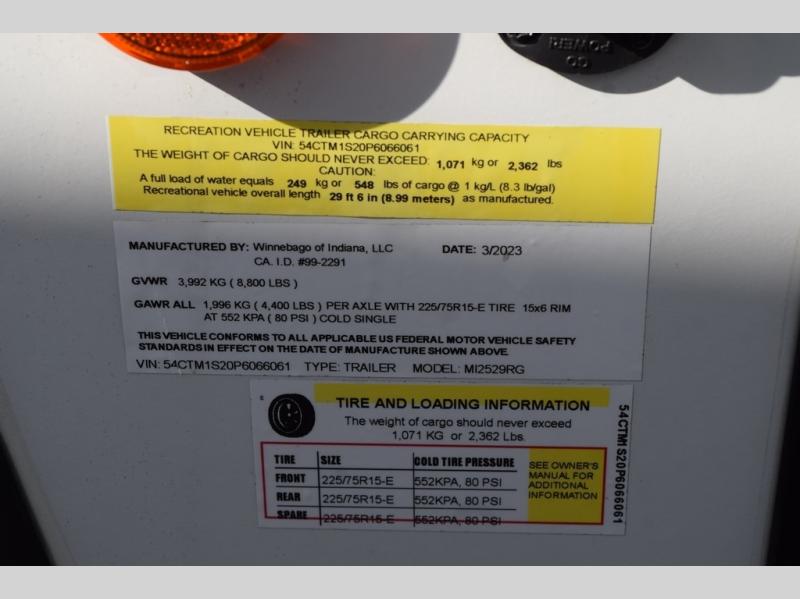 GO
POWER!
RECREATION VEHICLE TRAILER CARGO CARRYING CAPACITY
VIN: 54CTM1S20P6066061
THE WEIGHT OF CARGO SHOULD NEVER EXCEED: 1,071 kg or 2,362 lbs
CAUTION:
A full load of water equals 249 kg or 548 lbs of cargo @ 1 kg/L (8.3 lb/gal)
Recreational vehicle overall length 29 ft 6 in (8.99 meters) as manufactured.
MANUFACTURED BY: Winnebago of Indiana, LLC DATE: 3/2023
CA. I.D. #99-2291
GVWR 3,992 KG ( 8,800 LBS )
GAWR ALL 1,996 KG ( 4,400 LBS ) PER AXLE WITH 225/75R15-E TIRE 15x6 RIM
AT 552 KPA ( 80 PSI ) COLD SINGLE
THIS VEHICLE CONFORMS TO ALL APPLICABLE US FEDERAL MOTOR VEHICLE SAFETY
STANDARDS IN EFFECT ON THE DATE OF MANUFACTURE SHOWN ABOVE.
VIN: 54CTM1S20P6066061 TYPE: TRAILER MODEL: MI2529RG
TIRE AND LOADING INFORMATION
The weight of cargo should never exceed
1,071 KG or 2,362 Lbs.
TIRE SIZE COLD TIRE PRESSURE
FRONT 225/75R15-E 552KPA, 80 PSI
REAR 225/75R15-E 552KPA, 80 PSI
SPARE 225/75R15-E 552KPA, 80 PSI
SEE OWNER'S
MANUAL FOR
ADDITIONAL
INFORMATION
54CTM1S20P6066061